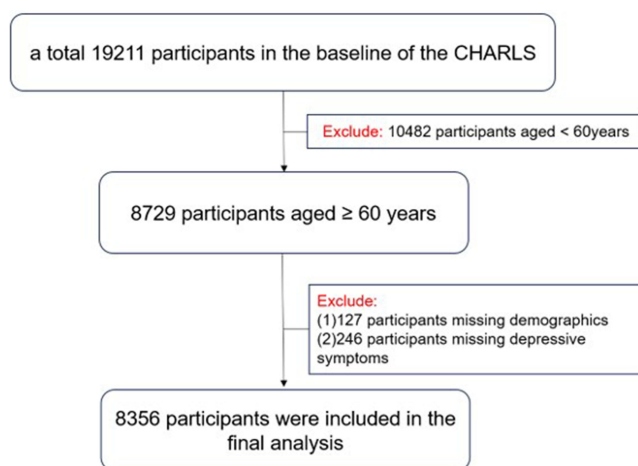 a total 19211 participants in the baseline of the CHARLS
Exclude: 10482 participants aged < 60years
8729 participants aged ≥ 60 years
Exclude:
(1)127 participants missing demographics
(2)246 participants missing depressive
symptoms
8356 participants were included in the
final analysis